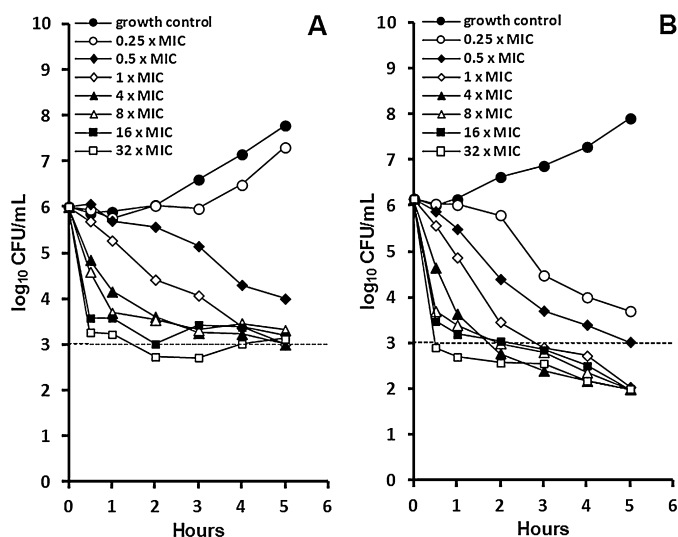 A
growth control
0.25 x MIC
0.5 x MIC
1 x MIC
4 x MIC
8 x MIC
16 x MIC
32 x MIC
log10 CFU/mL
10
9
8
7
6
5
4
3
2
1
0
0 1 2 3 4 5 6
Hours
B
growth control
0.25 x MIC
0.5 x MIC
1 x MIC
4 x MIC
8 x MIC
16 x MIC
32 x MIC
log10 CFU/mL
10
9
8
7
6
5
4
3
2
1
0
0 1 2 3 4 5 6
Hours